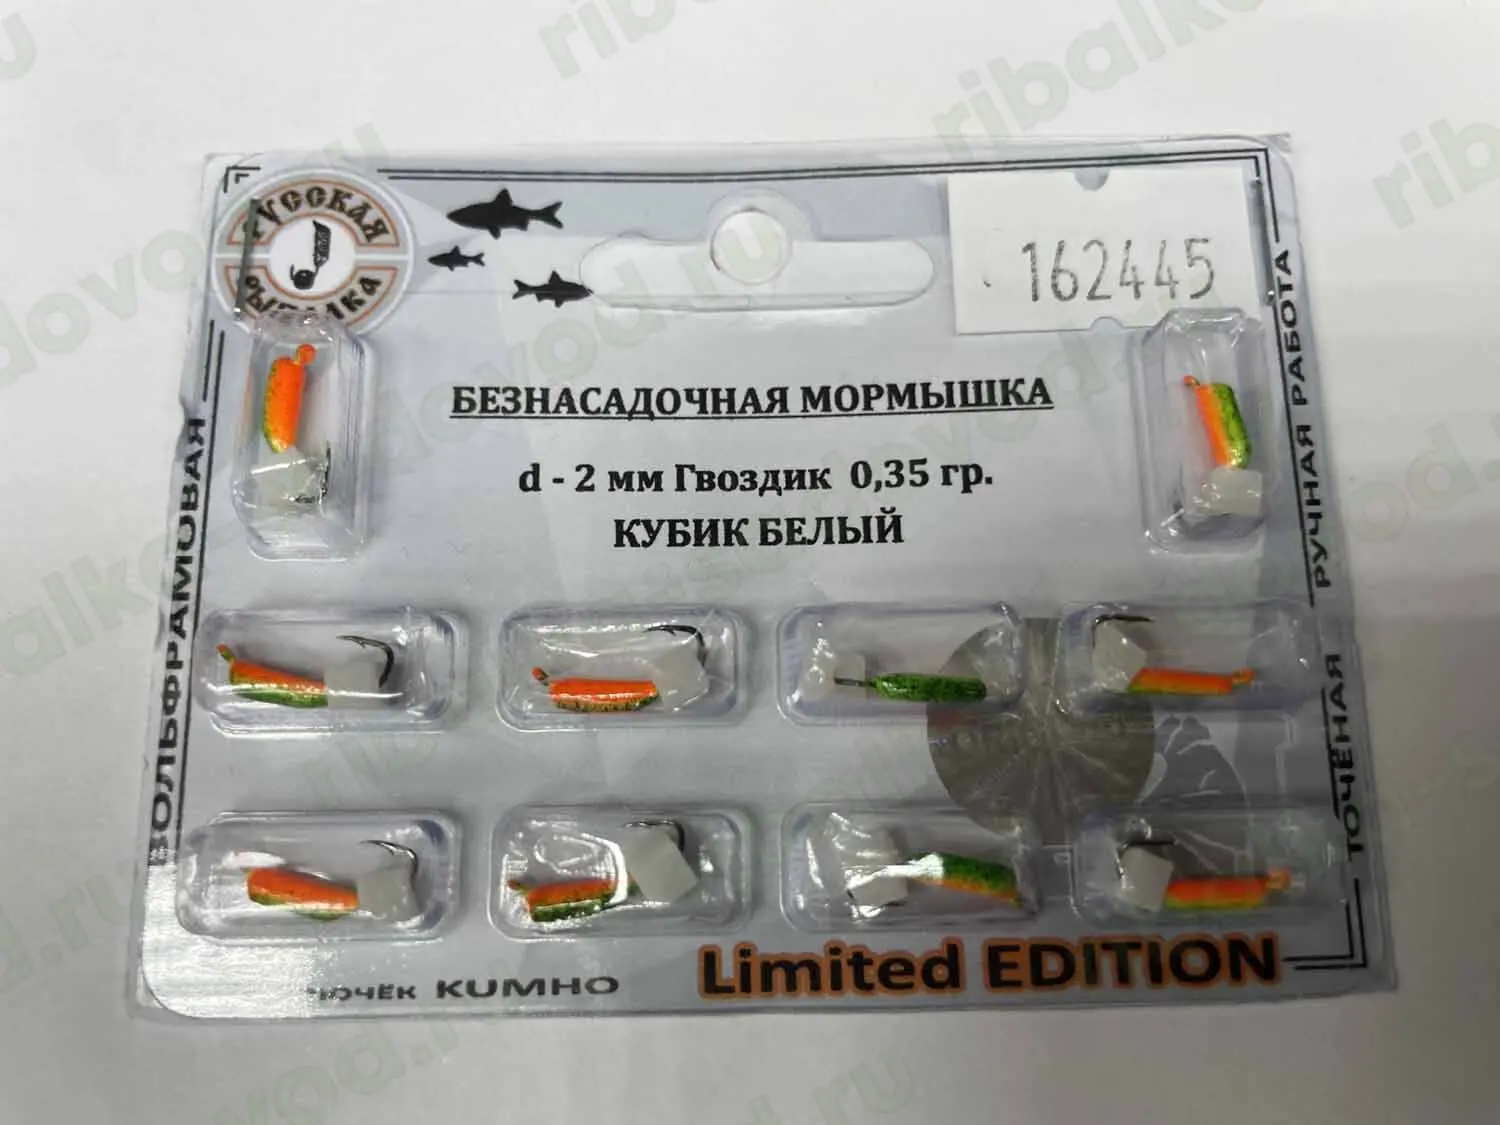 РУССКАЯ
РЫБАЛКА
162445
БЕЗНАСАДОЧНАЯ МОРМЫШКА
d - 2 мм Гвоздик 0,35 гр.
КУБИК БЕЛЫЙ
ВОЛЬФРАМОВАЯ
ТОЧЁНАЯ РУЧНАЯ РАБОТА
KUMHO
Limited EDITION